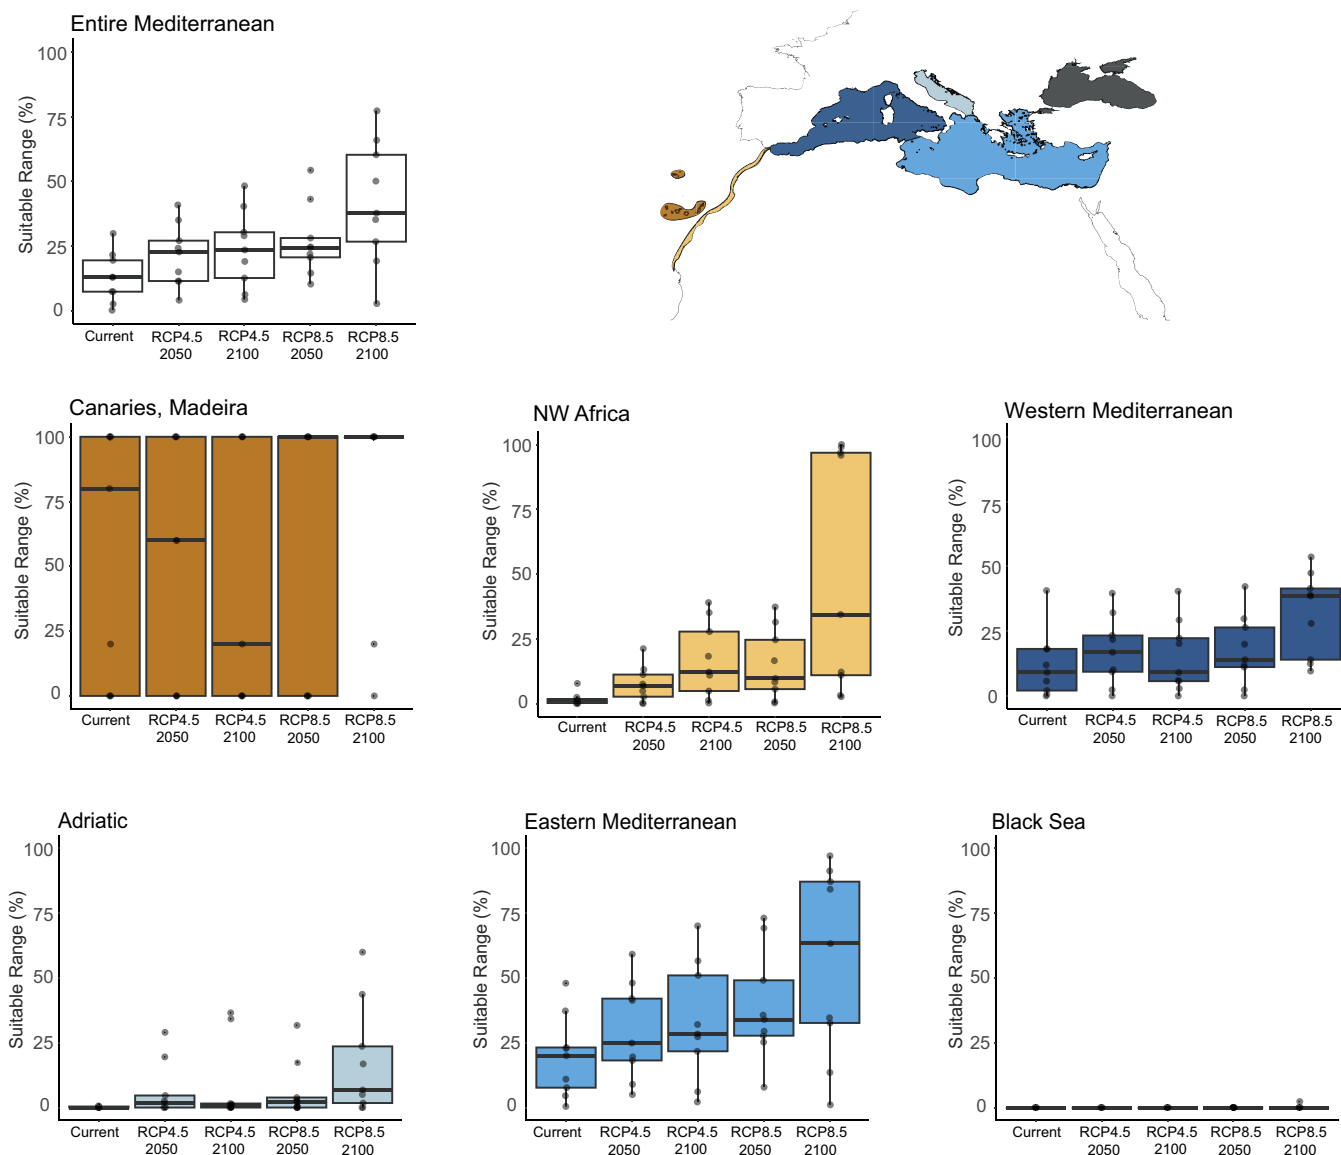 Entire Mediterranean
Suitable Range (%)
100
75
50
25
0
Current
RCP4.5 2050
RCP4.5 2100
RCP8.5 2050
RCP8.5 2100
Canaries, Madeira
Suitable Range (%)
100
75
50
25
0
Current
RCP4.5 2050
RCP4.5 2100
RCP8.5 2050
RCP8.5 2100
NW Africa
Suitable Range (%)
100
50
25
0
Current
RCP4.5 2050
RCP4.5 2100
RCP8.5 2050
RCP8.5 2100
Western Mediterranean
Suitable Range (%)
100
75
50
25
0
Current
RCP4.5 2050
RCP4.5 2100
RCP8.5 2050
RCP8.5 2100
Adriatic
Suitable Range (%)
100
75
50
25
0
Current
RCP4.5 2050
RCP4.5 2100
RCP8.5 2050
RCP8.5 2100
Eastern Mediterranean
Suitable Range (%)
100
75
50
25
0
Current
RCP4.5 2050
RCP4.5 2100
RCP8.5 2050
RCP8.5 2100
Black Sea
Suitable Range (%)
100
75
50
25
0
Current
RCP4.5 2050
RCP4.5 2100
RCP8.5 2050
RCP8.5 2100